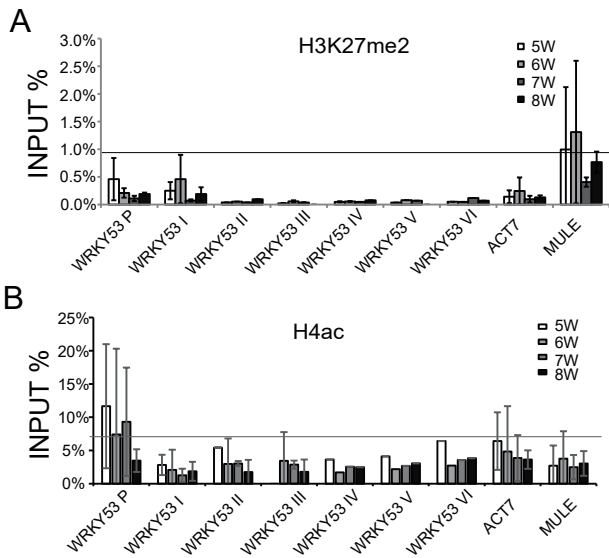 A
H3K27me2
INPUT %
3.0%
2.5%
2.0%
1.5%
1.0%
0.5%
0.0%
5W
6W
7W
8W
WRKY53 P
WRKY53 I
WRKY53 II
WRKY53 III
WRKY53 IV
WRKY53 V
WRKY53 VI
ACT7
MULE
B
H4ac
INPUT %
25%
20%
15%
10%
5%
0%
5W
6W
7W
8W
WRKY53 P
WRKY53 I
WRKY53 II
WRKY53 III
WRKY53 IV
WRKY53 V
WRKY53 VI
ACT7
MULE